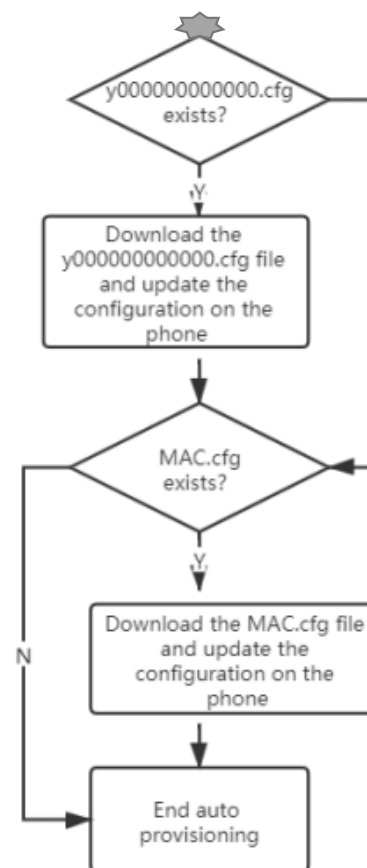 y000000000000.cfg
exists?
Y
Download the
y000000000000.cfg file
and update the
configuration on the
phone
MAC.cfg
exists?
Y
Download the MAC.cfg file
and update the
configuration on the
phone
N
End auto
provisioning